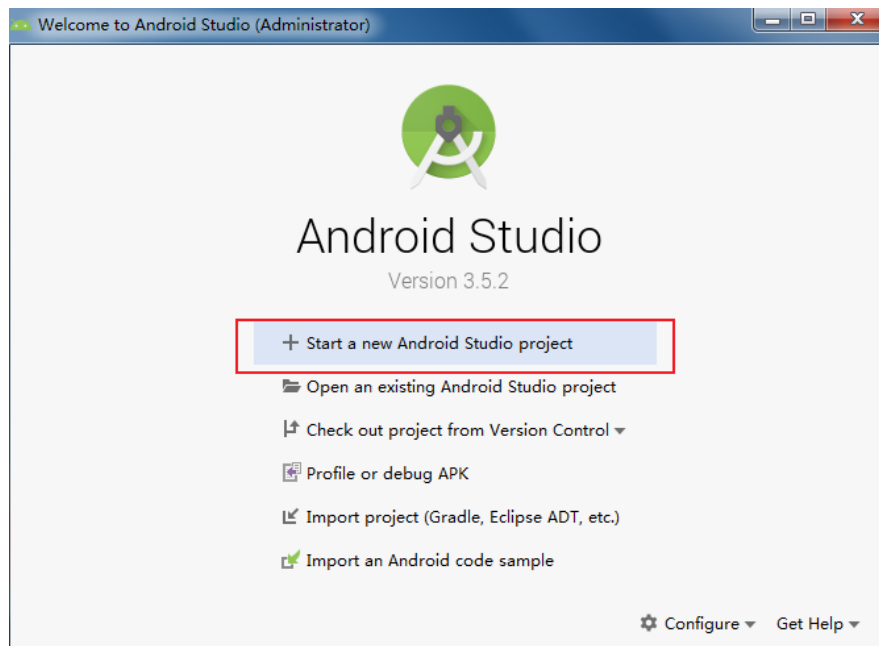 Welcome to Android Studio (Administrator)
Android Studio
Version 3.5.2
Start a new Android Studio project
Open an existing Android Studio project
Check out project from Version Control
Profile or debug APK
Import project (Gradle, Eclipse ADT, etc.)
Import an Android code sample
Configure Get Help